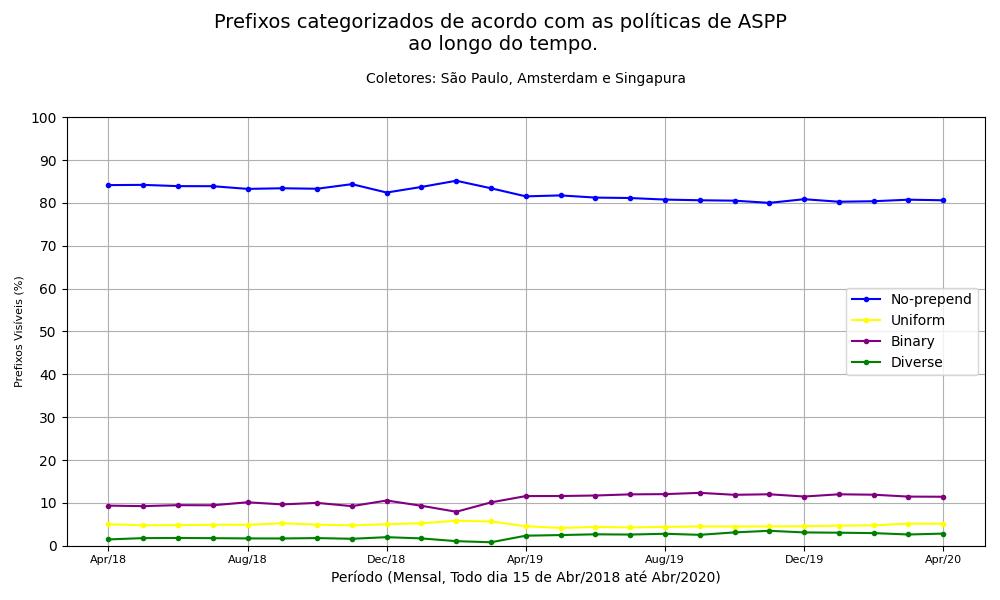 Prefixos categorizados de acordo com as políticas de ASPP
ao longo do tempo.
Coletores: São Paulo, Amsterdam e Singapura
100
90
80
70
60
50
40
30
20
10
0
Prefixos Visíveis (%)
No-prepend
Uniform
Binary
Diverse
Apr/18
Aug/18
Dec/18
Apr/19
Aug/19
Dec/19
Apr/20
Período (Mensal, Todo dia 15 de Abr/2018 até Abr/2020)